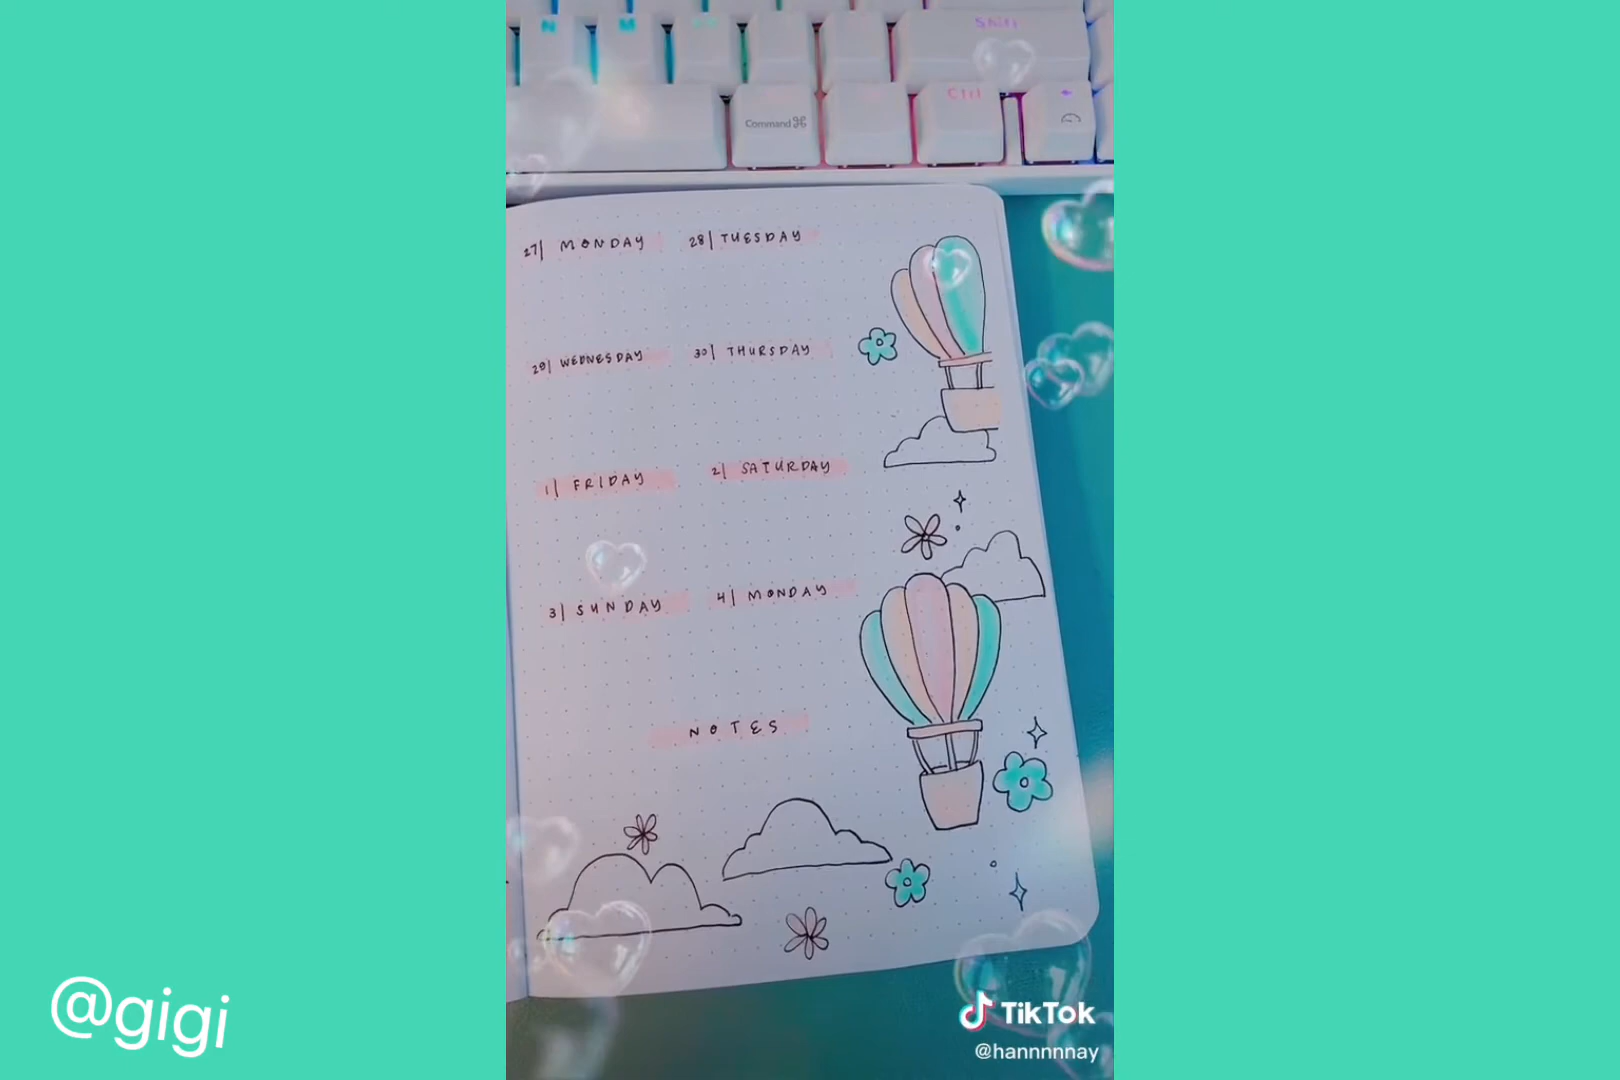 N M
Shift
Command ⌘
Ctrl
27| MONDAY 28| TUESDAY
29| WEDNESDAY 30| THURSDAY
1| FRIDAY 2| SATURDAY
3| SUNDAY 4| MONDAY
NOTES
@gigi
TikTok
@hannnnnay